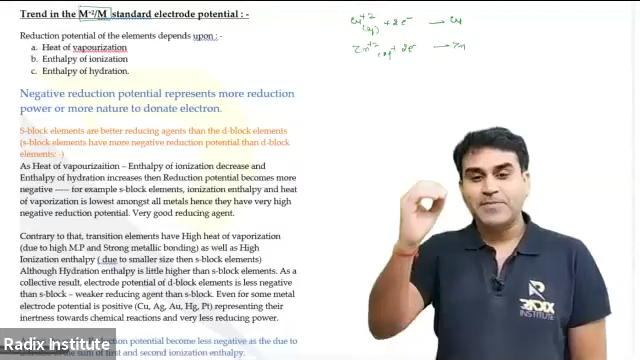 Trend in the M+2/M standard electrode potential : -
Reduction potential of the elements depends upon : -
a. Heat of vapourization
b. Enthalpy of ionization
c. Enthalpy of hydration.
Negative reduction potential represents more reduction
power or more nature to donate electron.
S-block elements are better reducing agents than the d-block elements
(s-block elements have more negative reduction potential than d-block
elements: -)
As Heat of vapourizaition – Enthalpy of ionization decrease and
Enthalpy of hydration increases then Reduction potential becomes more
negative ----- for example s-block elements, ionization enthalpy and heat
of vaporization is lowest amongst all metals hence they have very high
negative reduction potential. Very good reducing agent.
Contrary to that, transition elements have High heat of vaporization
(due to high M.P and Strong metallic bonding) as well as High
Ionization enthalpy ( due to smaller size then s-block elements)
Although Hydration enthalpy is little higher than s-block elements. As a
collective result, electrode potential of d-block elements is less negative
than s-block – weaker reducing agent than s-block. Even for some metal
electrode potential is positive (Cu, Ag, Au, Hg, Pt) representing their
inertness towards chemical reactions and very less reducing power.
potential become less negative as the due to
sum of first and second ionization enthalpy.
Cu+2(aq) + 2e- → Cu
Zn+2(aq) + 2e- → Zn
R
RADIX
INSTITUTE
Radix Institute